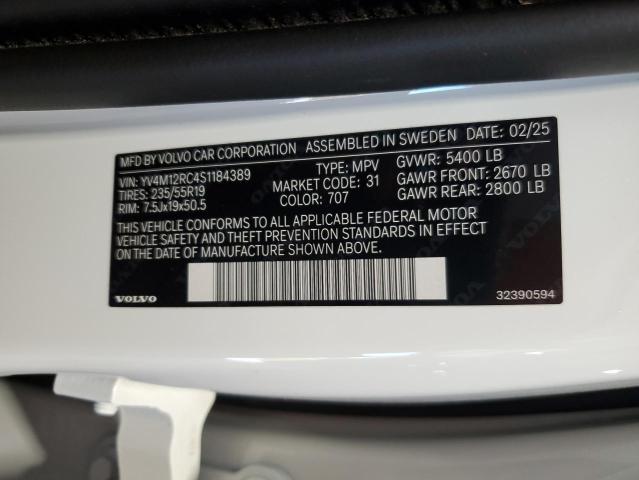 MFD BY VOLVO CAR CORPORATION ASSEMBLED IN SWEDEN DATE: 02/25
VIN: YV4M12RC4S1184389 TYPE: MPV GVWR: 5400 LB
TIRES: 235/55R19 MARKET CODE: 31 GAWR FRONT: 2670 LB
RIM: 7.5Jx19x50.5 COLOR: 707 GAWR REAR: 2800 LB
THIS VEHICLE CONFORMS TO ALL APPLICABLE FEDERAL MOTOR
VEHICLE SAFETY AND THEFT PREVENTION STANDARDS IN EFFECT
ON THE DATE OF MANUFACTURE SHOWN ABOVE.
VOLVO 32390594